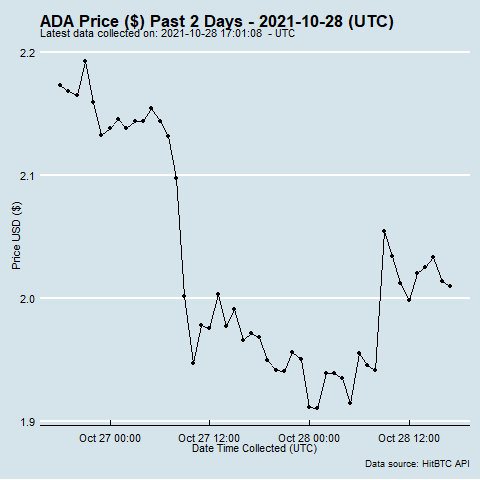 ADA Price ($) Past 2 Days - 2021-10-28 (UTC)
Latest data collected on: 2021-10-28 17:01:08  - UTC
2.2
2.1
2.0
1.9
Price USD ($)
Oct 27 00:00
Oct 27 12:00
Oct 28 00:00
Oct 28 12:00
Date Time Collected (UTC)
Data source: HitBTC API